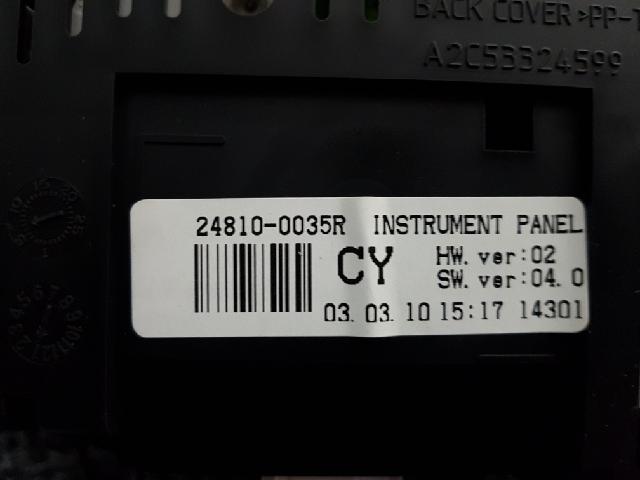 BACK COVER >PP-T
A2C53324599
24810-0035R INSTRUMENT PANEL
CY
HW. ver:02
SW. ver:04. 0
03. 03. 10 15:17 14301